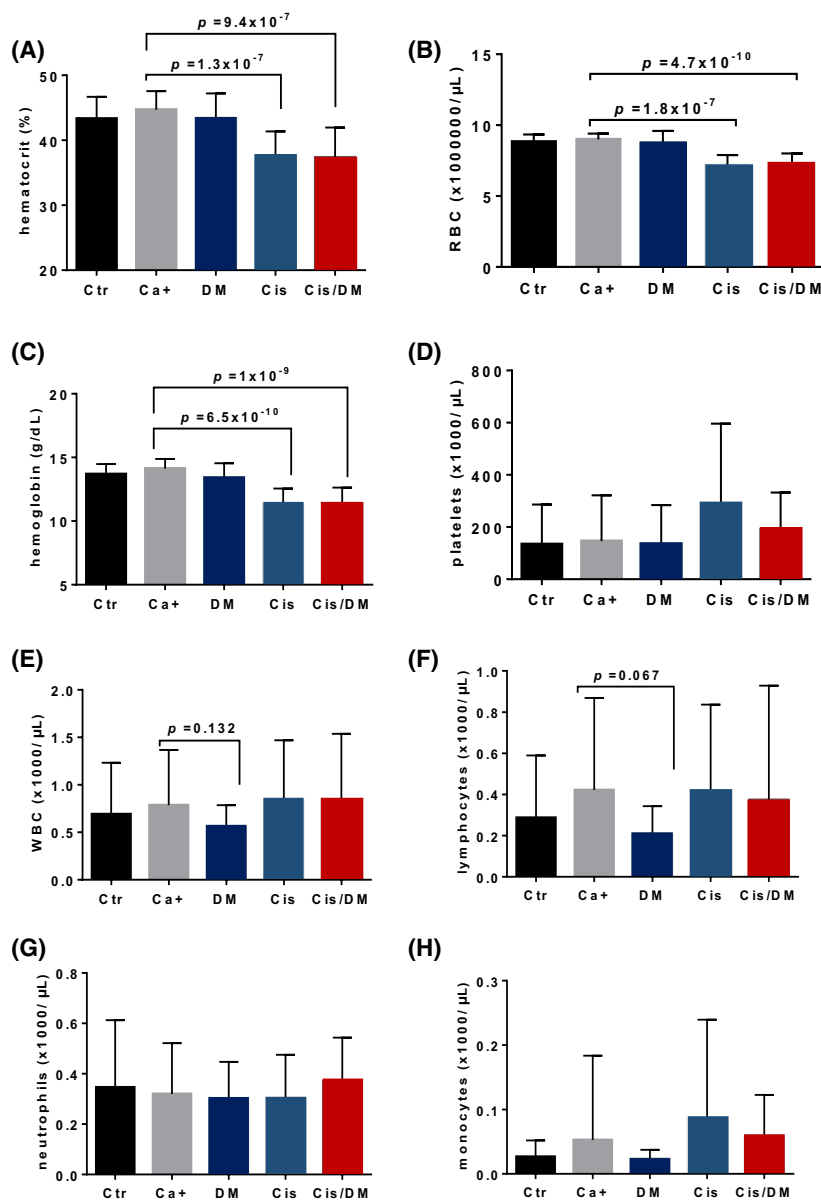 (A)
p =9.4x10⁻⁷
p =1.3x10⁻⁷
hematocrit (%)
50
40
30
20
Ctr Ca+ DM Cis Cis/DM
(B)
p =4.7x10⁻¹⁰
p =1.8x10⁻⁷
RBC (x1000000/µL)
15
10
5
0
Ctr Ca+ DM Cis Cis/DM
(C)
p =1x10⁻⁹
p =6.5x10⁻¹⁰
hemoglobin (g/dL)
20
15
10
5
Ctr Ca+ DM Cis Cis/DM
(D)
platelets (x1000/µL)
800
600
400
200
0
Ctr Ca+ DM Cis Cis/DM
(E)
p =0.132
WBC (x1000/µL)
2.0
1.5
1.0
0.5
0.0
Ctr Ca+ DM Cis Cis/DM
(F)
p =0.067
lymphocytes (x1000/µL)
1.0
0.8
0.6
0.4
0.2
0.0
Ctr Ca+ DM Cis Cis/DM
(G)
neutrophils (x1000/µL)
0.8
0.6
0.4
0.2
0.0
Ctr Ca+ DM Cis Cis/DM
(H)
monocytes (x1000/µL)
0.3
0.2
0.1
0.0
Ctr Ca+ DM Cis Cis/DM